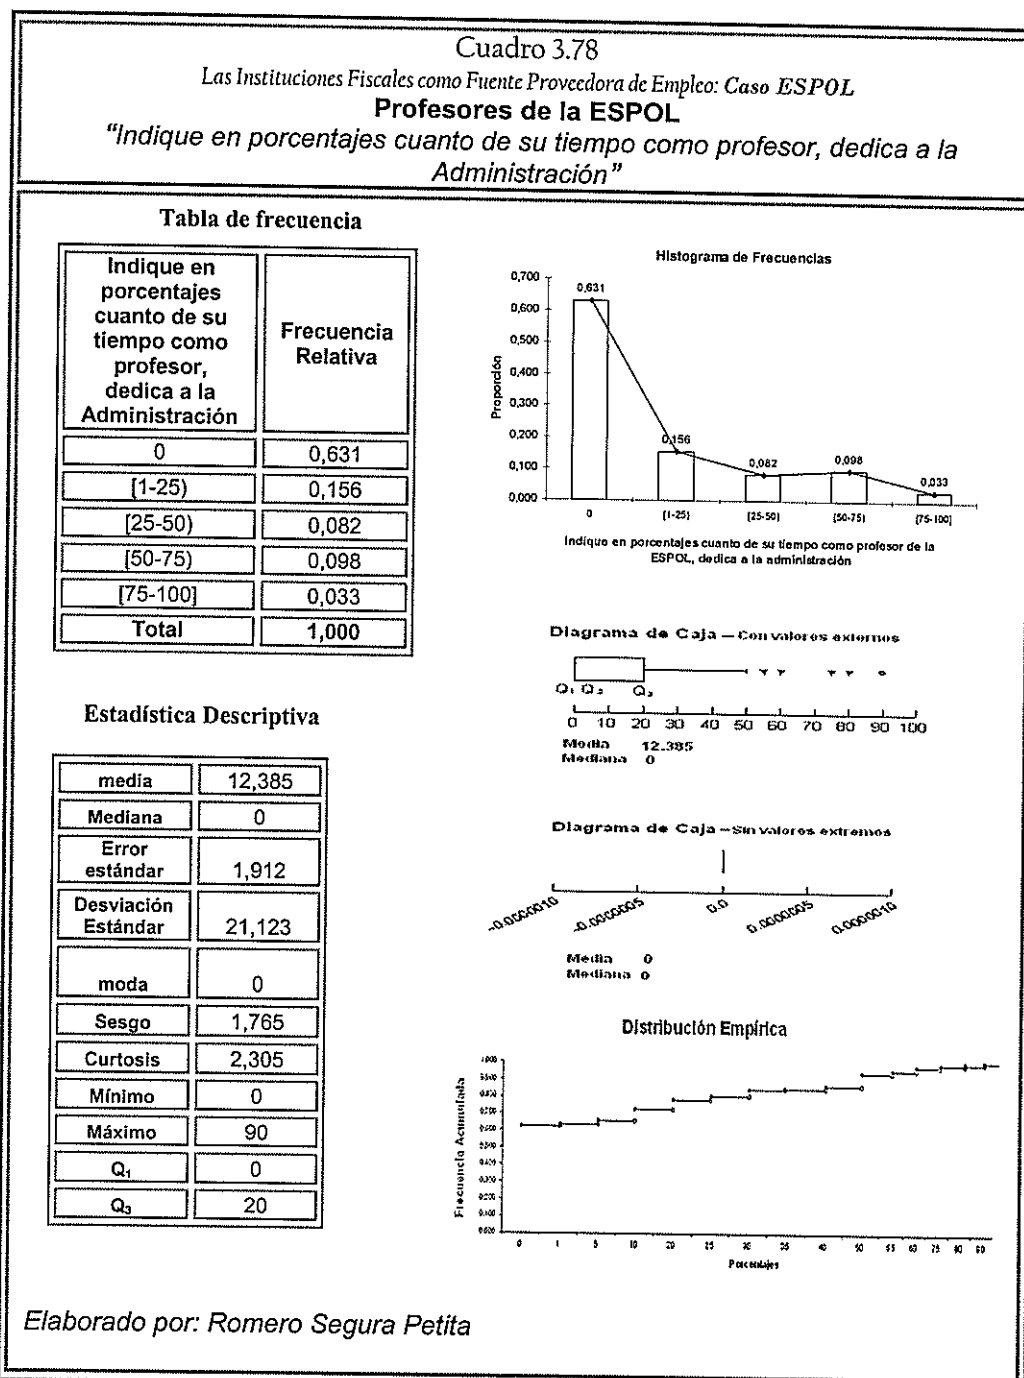 Cuadro 3.78
Las Instituciones Fiscales como Fuente Proveedora de Empleo: Caso ESPOL
Profesores de la ESPOL
"Indique en porcentajes cuanto de su tiempo como profesor, dedica a la
Administración"
Tabla de frecuencia
Indique en
porcentajes
cuanto de su
tiempo como
profesor,
dedica a la
Administración
Frecuencia
Relativa
0 0,631
[1-25) 0,156
[25-50) 0,082
[50-75) 0,098
[75-100] 0,033
Total 1,000
Estadística Descriptiva
media 12,385
Mediana 0
Error
estándar 1,912
Desviación
Estándar 21,123
moda 0
Sesgo 1,765
Curtosis 2,305
Mínimo 0
Máximo 90
Q₁ 0
Q₃ 20
Histograma de Frecuencias
Proporción
0,700
0,600
0,500
0,400
0,300
0,200
0,100
0,000
0,631
0,156
0,082
0,098
0,033
0 [1-25) [25-50) [50-75) [75-100]
Indique en porcentajes cuanto de su tiempo como profesor de la
ESPOL, dedica a la administración
Diagrama de Caja – Con valores externos
Q₁ Q₂ Q₃
0 10 20 30 40 50 60 70 80 90 100
Media 12.385
Mediana 0
Diagrama de Caja – Sin valores extremos
-0.0000010 -0.0000005 0.0 0.0000005 0.0000010
Media 0
Mediana 0
Distribución Empírica
Frecuencia Acumulada
Porcentajes
Elaborado por: Romero Segura Petita